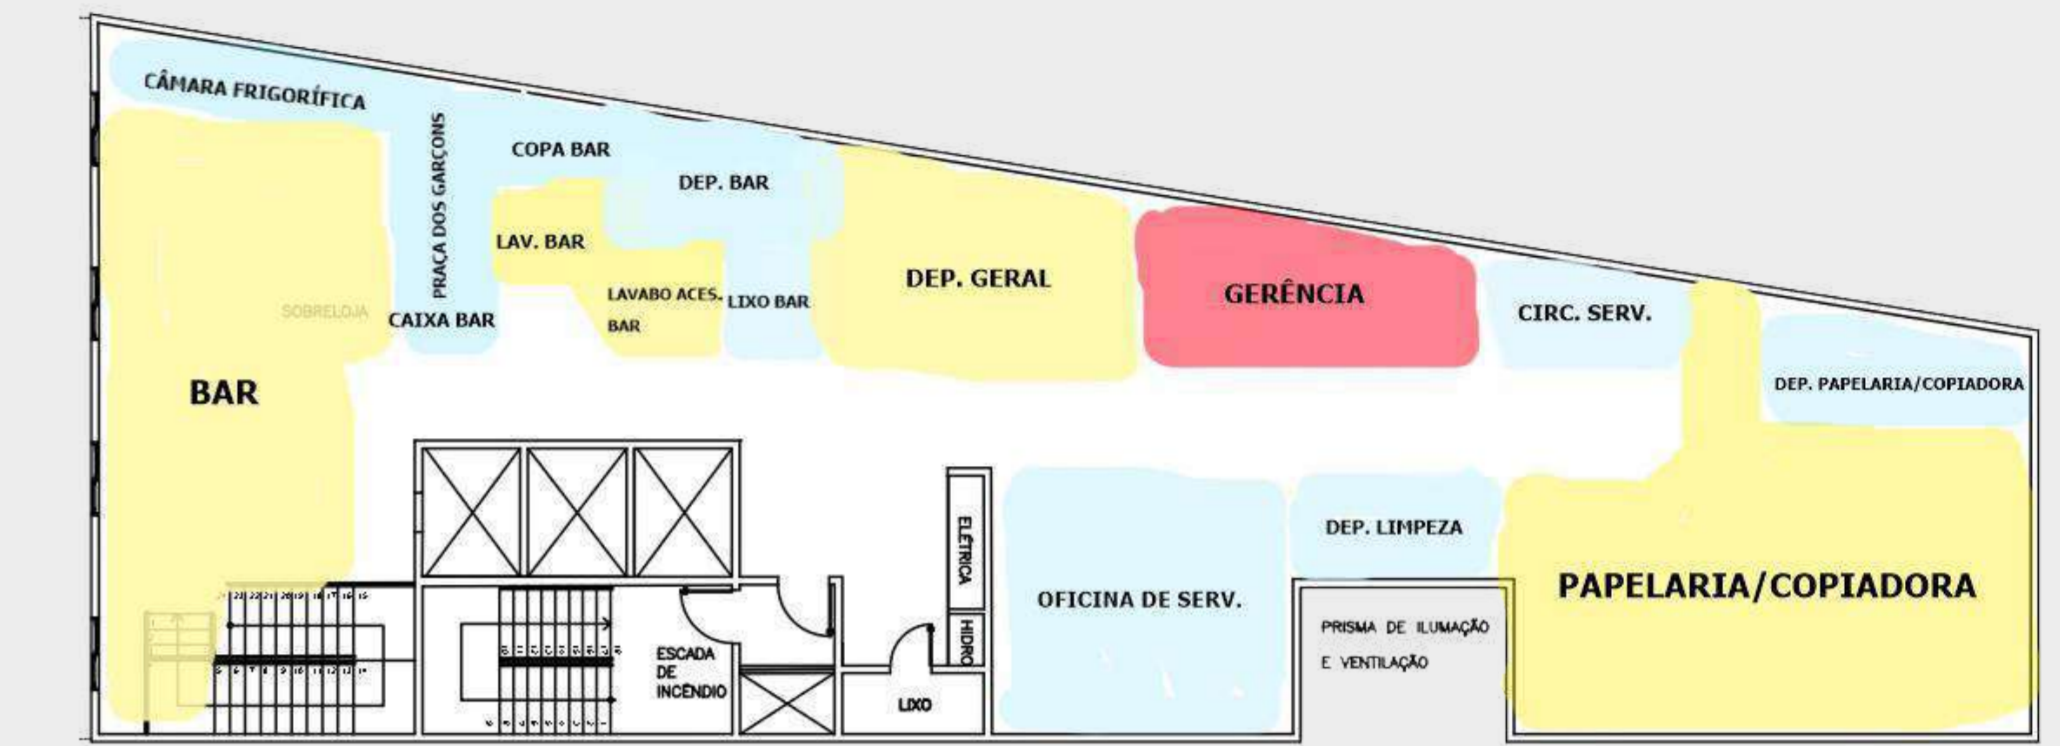 CÂMARA FRIGORÍFICA
PRAÇA DOS GARÇONS
COPA BAR
DEP. BAR
LAV. BAR
LAVABO ACES.
BAR
LIXO BAR
DEP. GERAL
GERÊNCIA
CIRC. SERV.
DEP. PAPELARIA/COPIADORA
SOBRELOJA
CAIXA BAR
BAR
ELÉTRICA
HIDRO
DEP. LIMPEZA
OFICINA DE SERV.
PAPELARIA/COPIADORA
PRISMA DE ILUMAÇÃO
E VENTILAÇÃO
ESCADA
DE
INCÊNDIO
LIXO